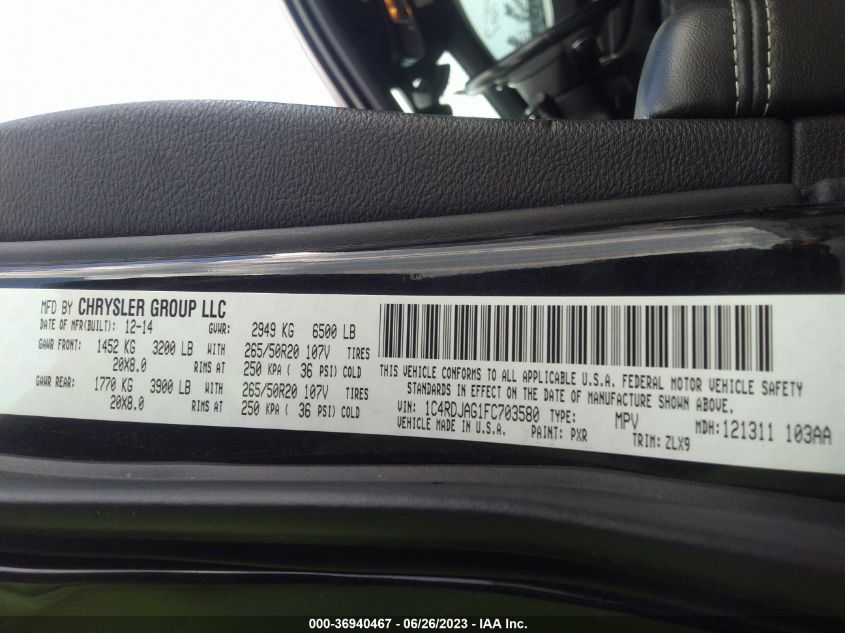 MFD BY CHRYSLER GROUP LLC
DATE OF MFR(BUILT): 12-14 GVWR: 2949 KG 6500 LB
GAWR FRONT: 1452 KG 3200 LB WITH 265/50R20 107V TIRES
20X8.0 RIMS AT 250 KPA ( 36 PSI) COLD
GAWR REAR: 1770 KG 3900 LB WITH 265/50R20 107V TIRES
20X8.0 RIMS AT 250 KPA ( 36 PSI) COLD
THIS VEHICLE CONFORMS TO ALL APPLICABLE U.S.A. FEDERAL MOTOR VEHICLE SAFETY
STANDARDS IN EFFECT ON THE DATE OF MANUFACTURE SHOWN ABOVE.
VIN: 1C4RDJAG1FC703580 TYPE: MPV MDH:121311 103AA
VEHICLE MADE IN U.S.A. PAINT: PXR TRIM: ZLX9
000-36940467 - 06/26/2023 - IAA Inc.